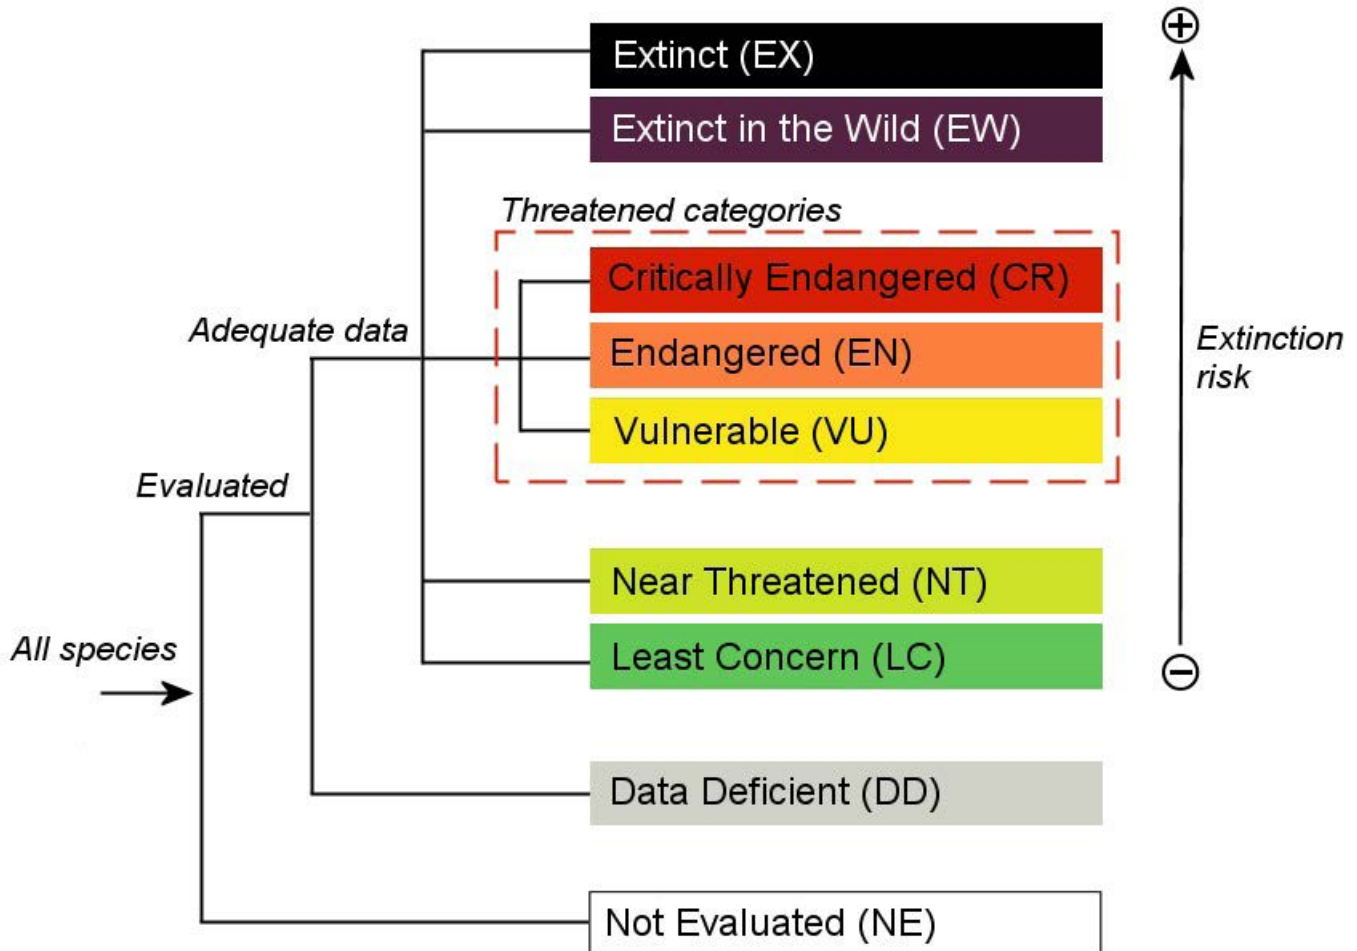 Extinct (EX)
Extinct in the Wild (EW)
Threatened categories
Critically Endangered (CR)
Adequate data
Endangered (EN)
Extinction
risk
Vulnerable (VU)
Evaluated
Near Threatened (NT)
All species
Least Concern (LC)
Data Deficient (DD)
Not Evaluated (NE)